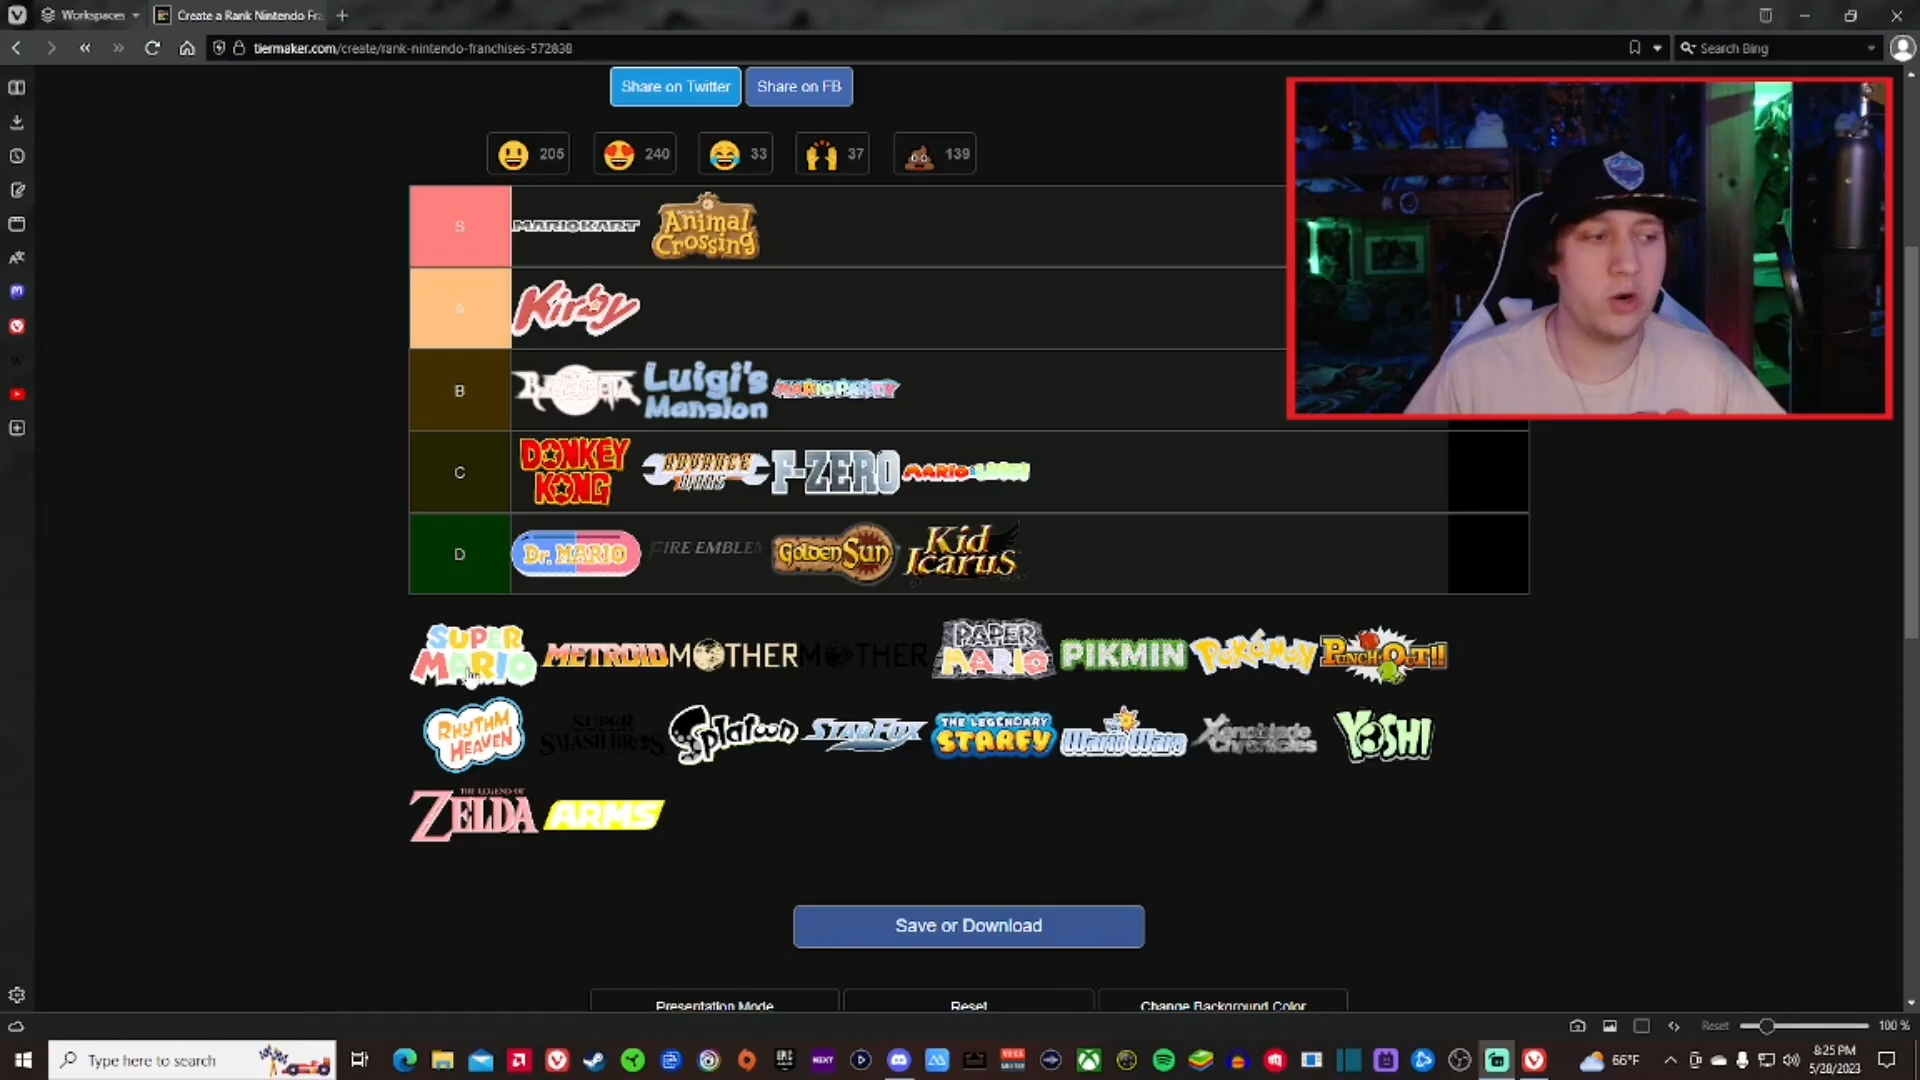 Workspaces
Create a Rank Nintendo Fra
tiermaker.com/create/rank-nintendo-franchises-572838
Search Bing
Share on Twitter
Share on FB
205
240
33
37
139
S
MARIOKART
Animal Crossing
A
Kirby
B
BAYONETTA
Luigi's Mansion
MARIO PARTY
C
DONKEY KONG
ADVANCE WARS
F-ZERO
MARIO & LUIGI
D
Dr. MARIO
FIRE EMBLEM
GOLDEN SUN
Kid Icarus
SUPER MARIO
METROID
MOTHER
MOTHER
PAPER MARIO
PIKMIN
POKÉMON
PUNCH-OUT!!
RHYTHM HEAVEN
SUPER SMASH BROS.
Splatoon
STARFOX
THE LEGENDARY STARFY
WarioWare
Xenoblade Chronicles
YOSHI
THE LEGEND OF ZELDA
ARMS
Save or Download
Presentation Mode
Reset
Change Background Color
Reset
100 %
Type here to search
NEXT
66°F
8:25 PM
5/28/2023